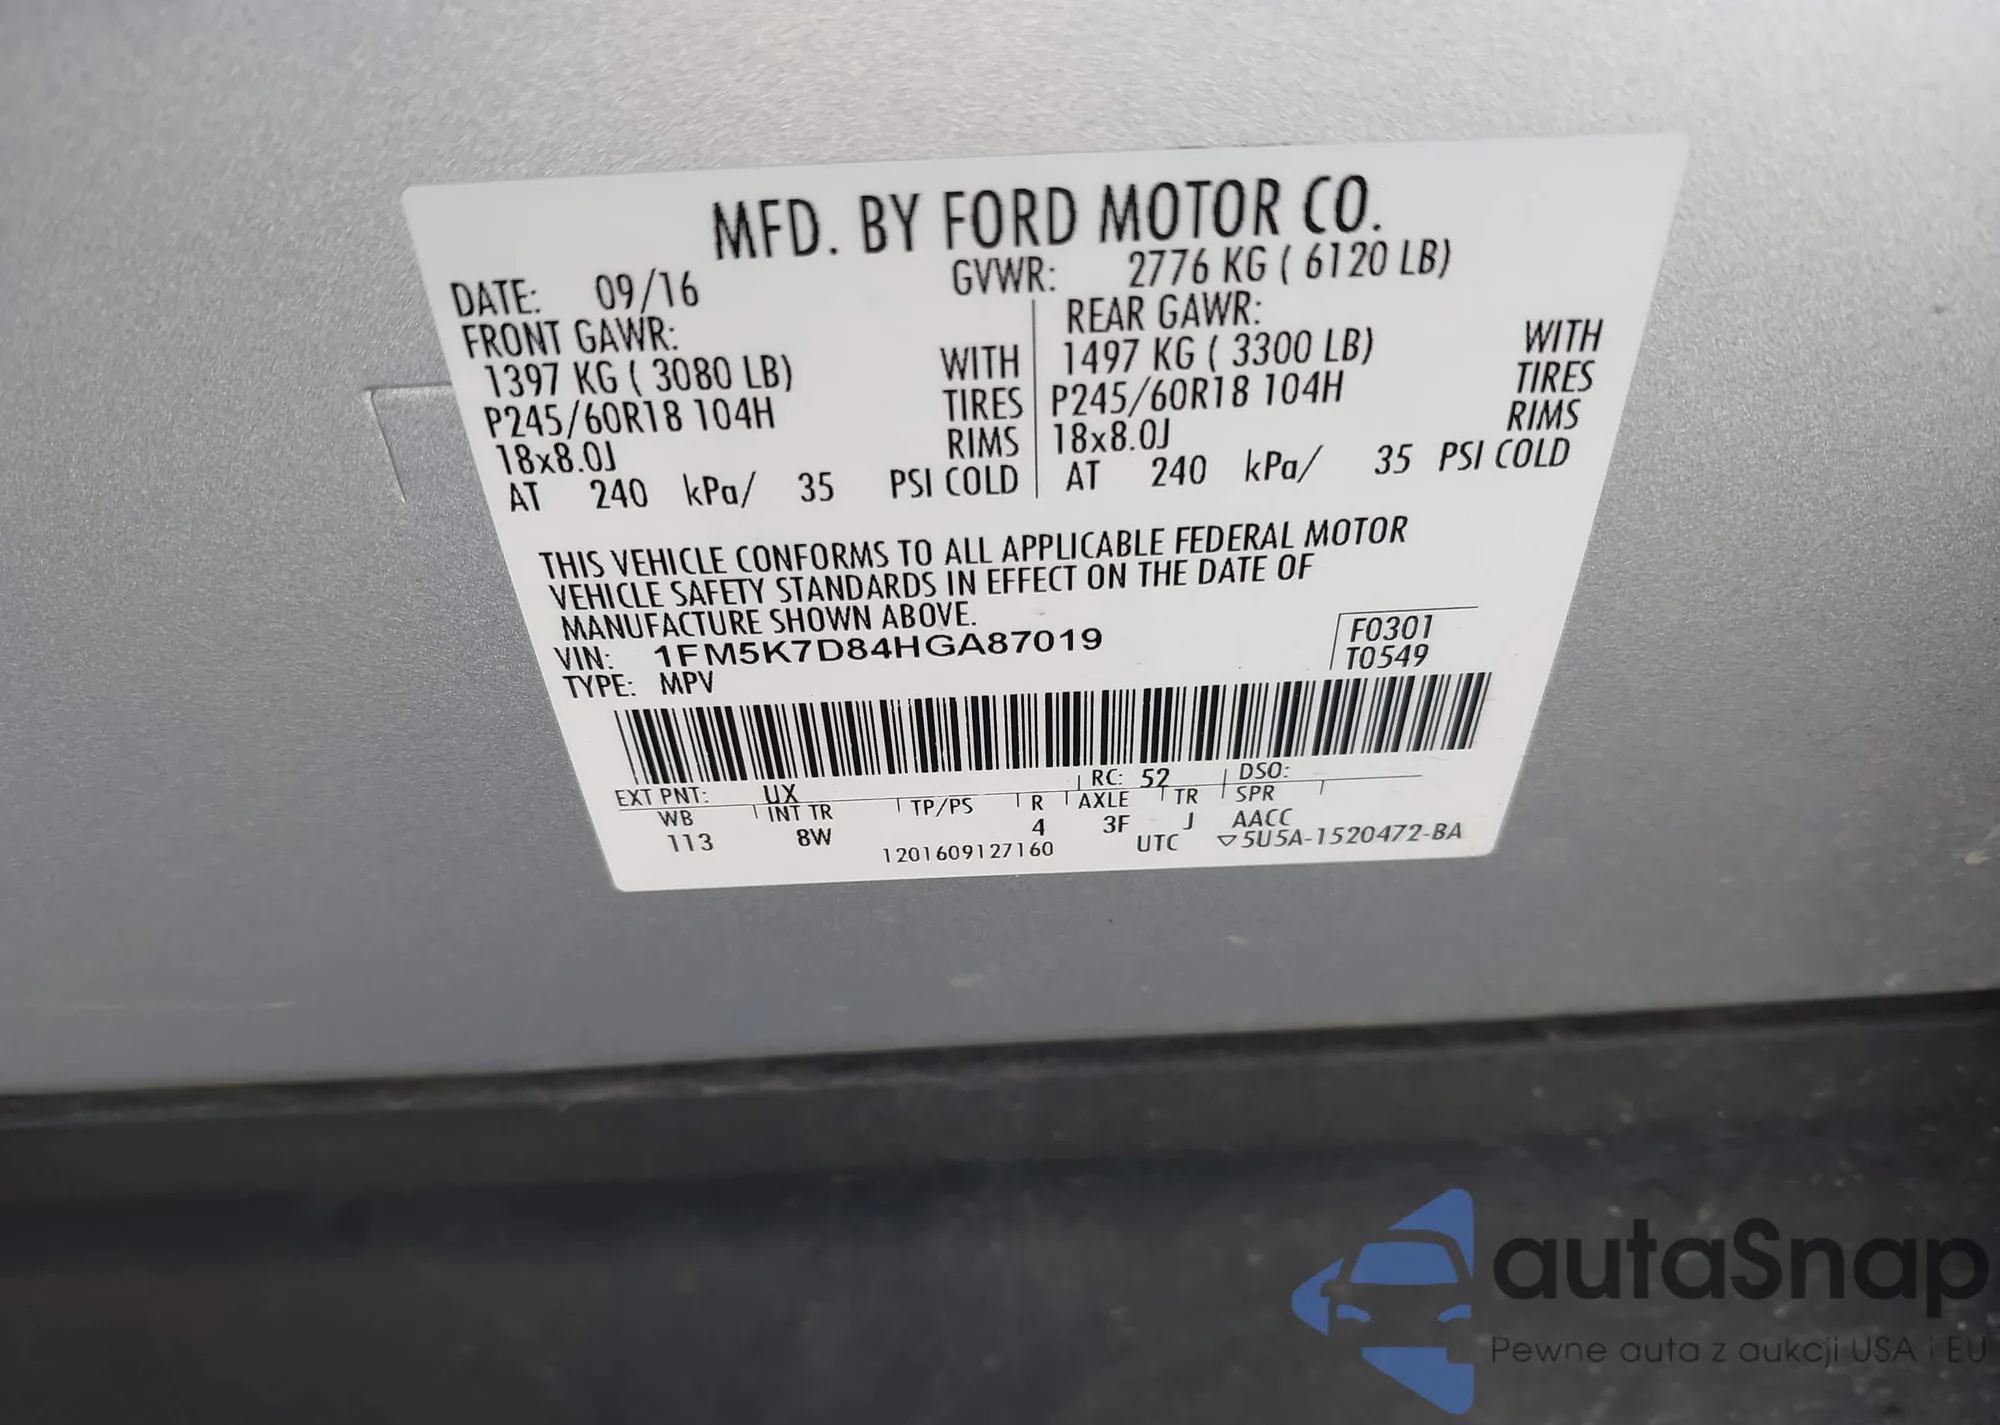 MFD. BY FORD MOTOR CO.
DATE: 09/16 GVWR: 2776 KG ( 6120 LB)
FRONT GAWR: REAR GAWR:
1397 KG ( 3080 LB) WITH 1497 KG ( 3300 LB) WITH
P245/60R18 104H TIRES P245/60R18 104H TIRES
18x8.0J RIMS 18x8.0J RIMS
AT 240 kPa/ 35 PSI COLD AT 240 kPa/ 35 PSI COLD
THIS VEHICLE CONFORMS TO ALL APPLICABLE FEDERAL MOTOR
VEHICLE SAFETY STANDARDS IN EFFECT ON THE DATE OF
MANUFACTURE SHOWN ABOVE.
VIN: 1FM5K7D84HGA87019 F0301
TYPE: MPV T0549
EXT PNT: UX RC: 52 DSO:
WB INT TR TP/PS R AXLE TR SPR
113 8W 4 3F J AACC
1201609127160 UTC ▽5U5A-1520472-BA
autaSnap
Pewne auta z aukcji USA i EU